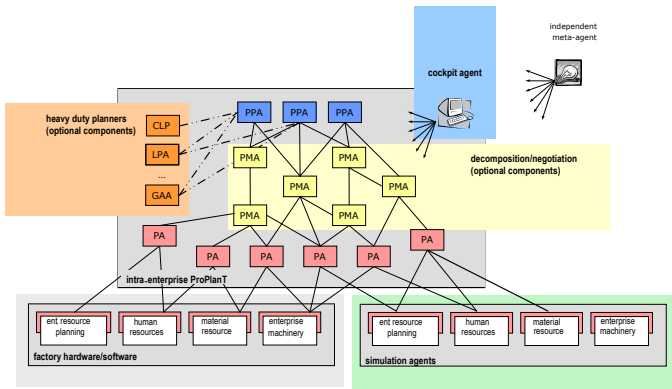 independent
meta-agent
cockpit agent
heavy duty planners
(optional components)
CLP
LPA
...
GAA
PPA
PPA
PPA
decomposition/negotiation
(optional components)
PMA
PMA
PMA
PMA
PMA
PMA
PA
PA
PA
PA
PA
PA
intra-enterprise ProPlanT
ent resource
planning
human
resources
material
resource
enterprise
machinery
factory hardware/software
ent resource
planning
human
resources
material
resource
enterprise
machinery
simulation agents